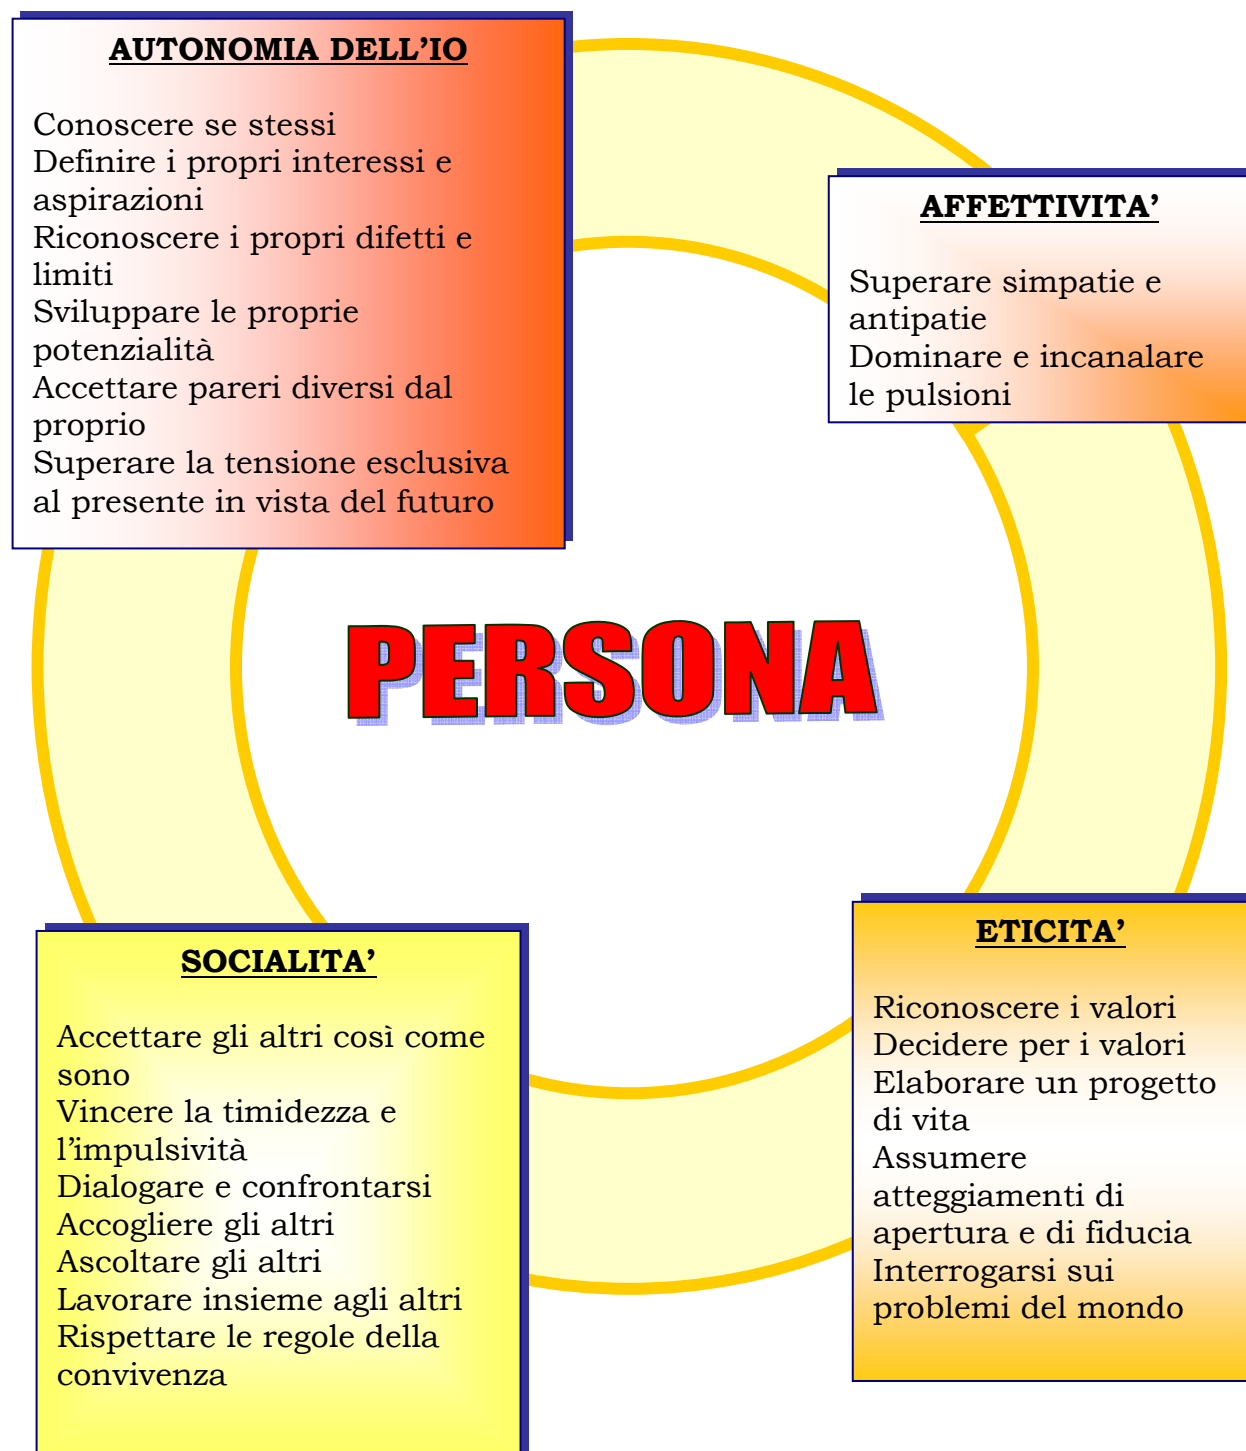 AUTONOMIA DELL’IO
Conoscere se stessi
Definire i propri interessi e
aspirazioni
Riconoscere i propri difetti e
limiti
Sviluppare le proprie
potenzialità
Accettare pareri diversi dal
proprio
Superare la tensione esclusiva
al presente in vista del futuro
AFFETTIVITA’
Superare simpatie e
antipatie
Dominare e incanalare
le pulsioni
PERSONA
SOCIALITA’
Accettare gli altri così come
sono
Vincere la timidezza e
l’impulsività
Dialogare e confrontarsi
Accogliere gli altri
Ascoltare gli altri
Lavorare insieme agli altri
Rispettare le regole della
convivenza
ETICITA’
Riconoscere i valori
Decidere per i valori
Elaborare un progetto
di vita
Assumere
atteggiamenti di
apertura e di fiducia
Interrogarsi sui
problemi del mondo